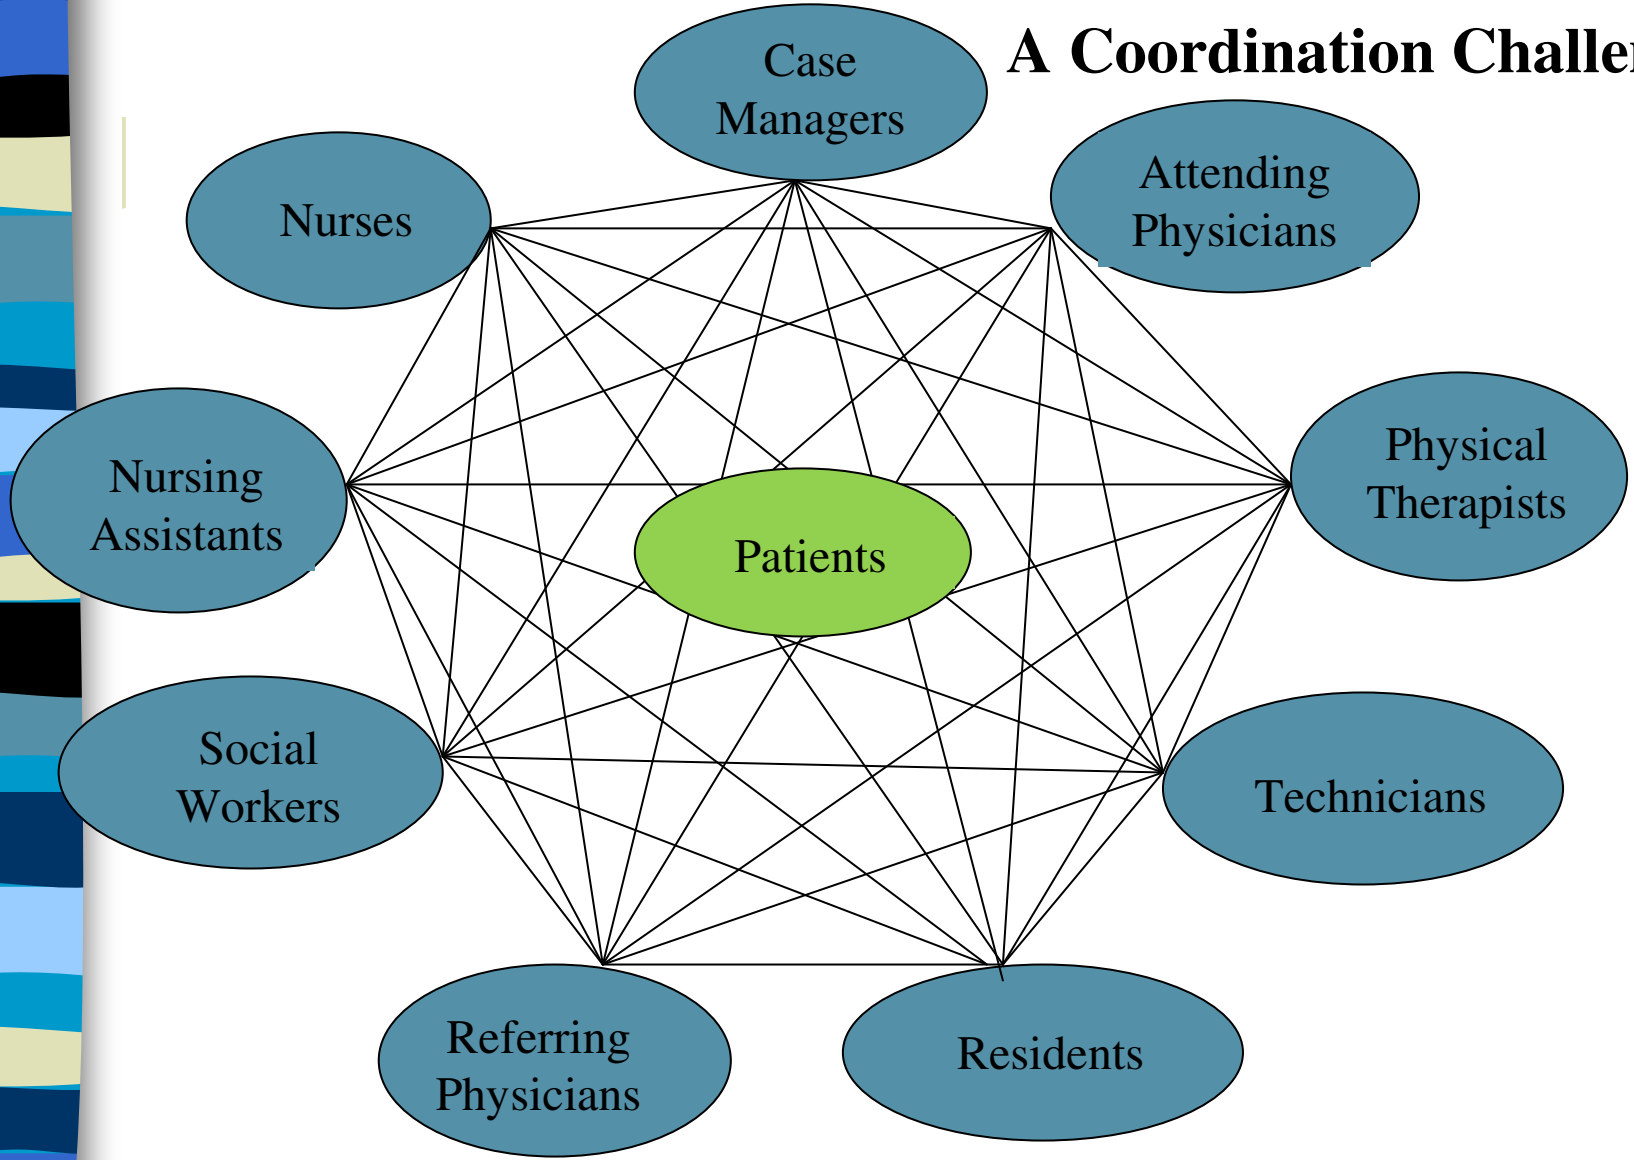 A Coordination Challe
Case
Managers
Attending
Physicians
Nurses
Physical
Therapists
Nursing
Assistants
Patients
Social
Workers
Technicians
Referring
Physicians
Residents